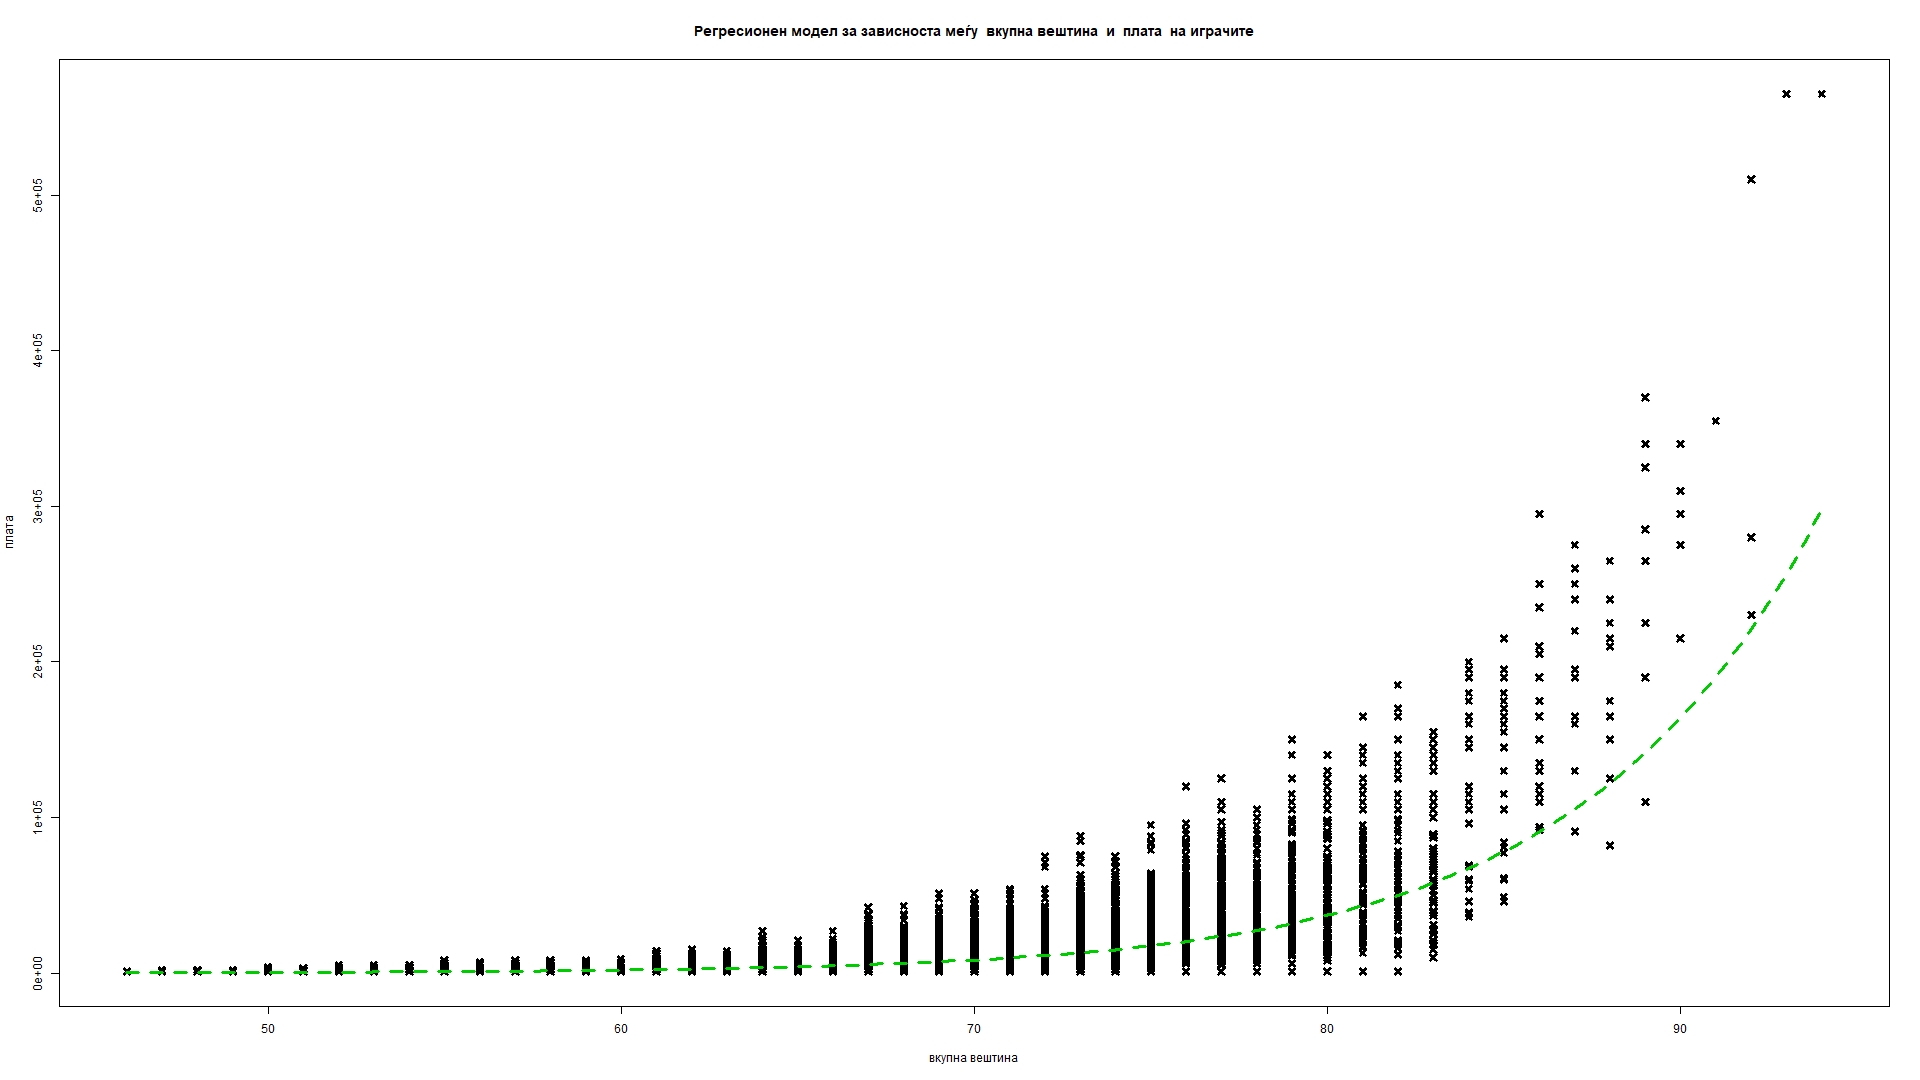 Регресионен модел за зависноста меѓу  вкупна вештина  и  плата  на играчите
плата
5e+05
4e+05
3e+05
2e+05
1e+05
0e+00
50 60 70 80 90
вкупна вештина